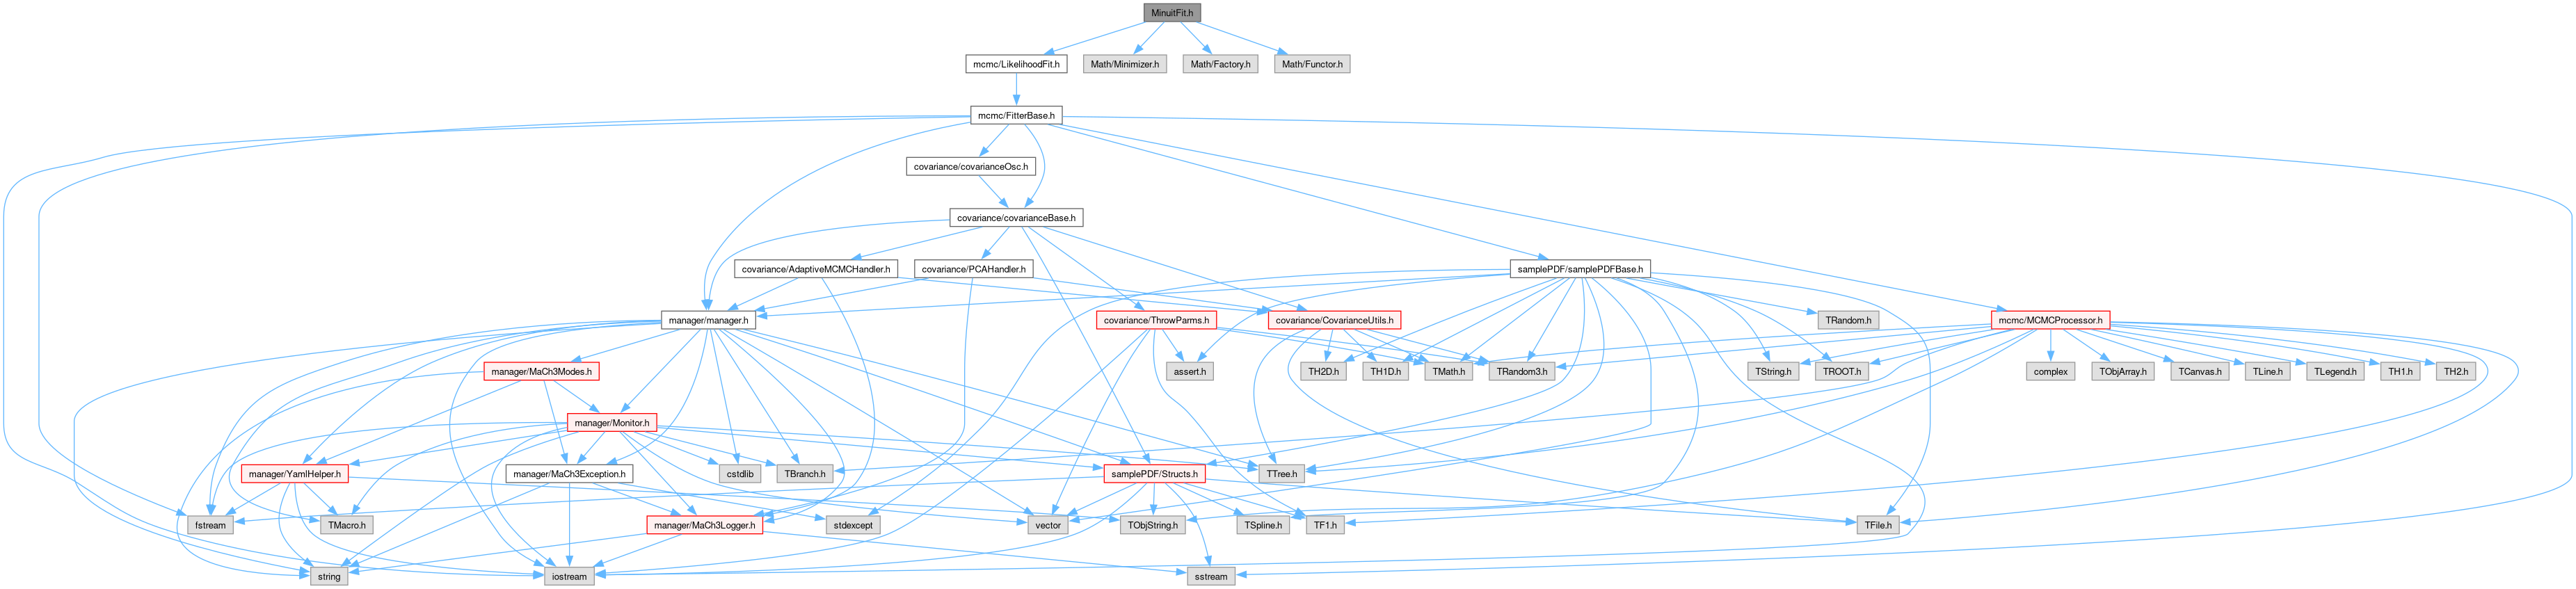 MinuitFit.h
mcmc/LikelihoodFit.h
Math/Minimizer.h
Math/Factory.h
Math/Functor.h
mcmc/FitterBase.h
covariance/covarianceOsc.h
covariance/covarianceBase.h
covariance/AdaptiveMCMCHandler.h
covariance/PCAHandler.h
samplePDF/samplePDFBase.h
manager/manager.h
covariance/ThrowParms.h
covariance/CovarianceUtils.h
TRandom.h
mcmc/MCMCProcessor.h
manager/MaCh3Modes.h
assert.h
TH2D.h
TH1D.h
TMath.h
TRandom3.h
TString.h
TROOT.h
complex
TObjArray.h
TCanvas.h
TLine.h
TLegend.h
TH1.h
TH2.h
manager/Monitor.h
manager/YamlHelper.h
manager/MaCh3Exception.h
cstdlib
TBranch.h
samplePDF/Structs.h
TTree.h
fstream
TMacro.h
manager/MaCh3Logger.h
stdexcept
vector
TObjString.h
TSpline.h
TF1.h
TFile.h
string
iostream
sstream